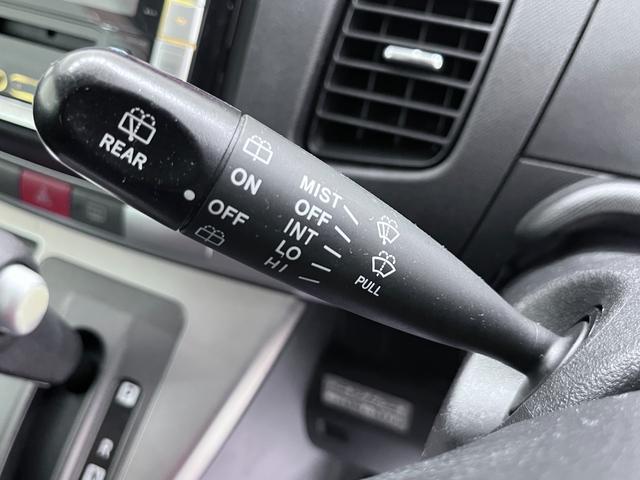 REAR
ON
OFF
MIST
OFF
INT
LO
HI
PULL
R